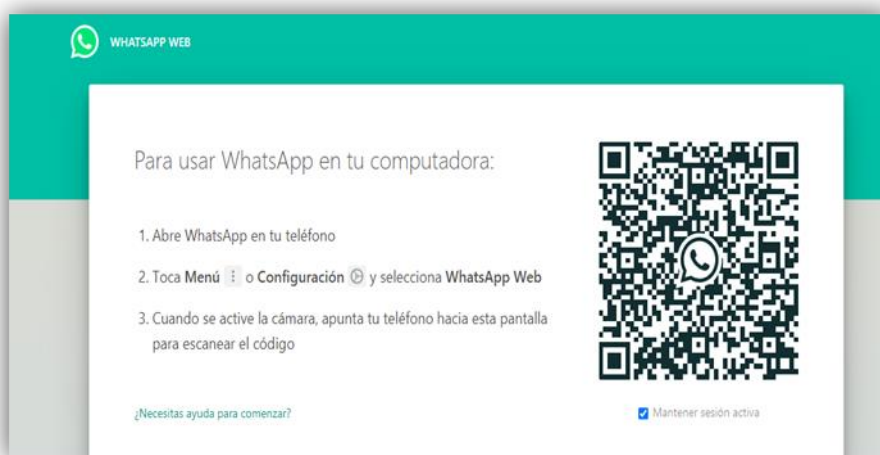 WHATSAPP WEB
Para usar WhatsApp en tu computadora:
1. Abre WhatsApp en tu teléfono
2. Toca Menú o Configuración y selecciona WhatsApp Web
3. Cuando se active la cámara, apunta tu teléfono hacia esta pantalla
para escanear el código
¿Necesitas ayuda para comenzar?
Mantener sesión activa